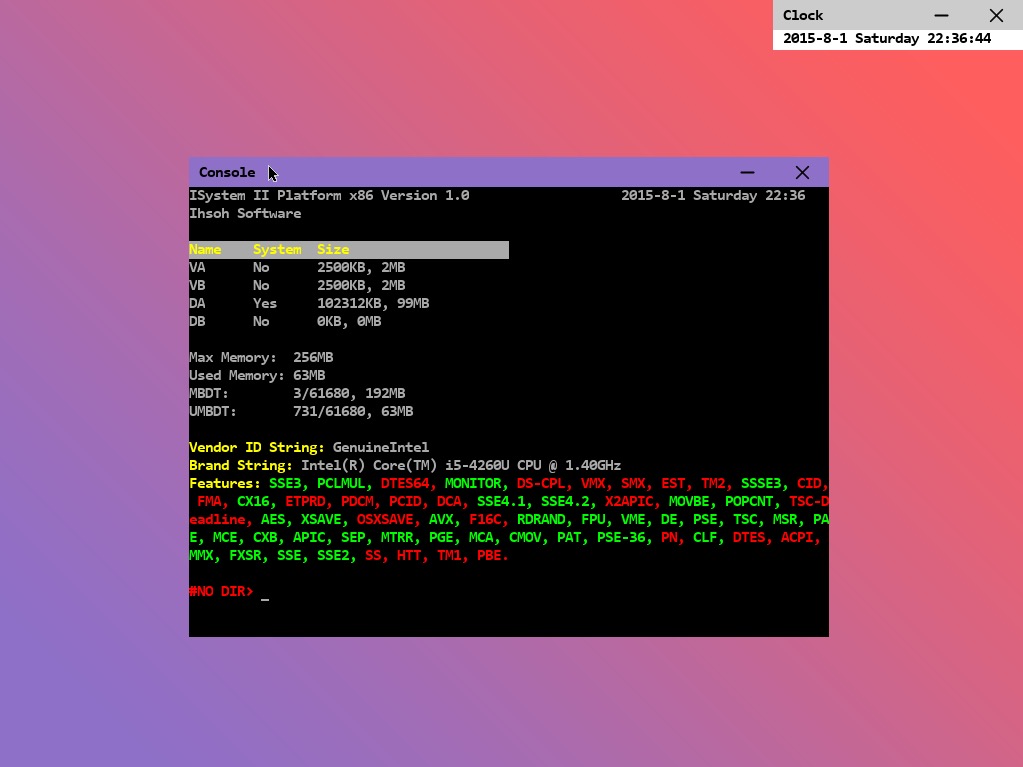 Clock
2015-8-1 Saturday 22:36:44
Console
ISystem II Platform x86 Version 1.0 2015-8-1 Saturday 22:36
Ihsoh Software
Name System Size
VA No 2500KB, 2MB
VB No 2500KB, 2MB
DA Yes 102312KB, 99MB
DB No 0KB, 0MB
Max Memory: 256MB
Used Memory: 63MB
MBDT: 3/61680, 192MB
UMBDT: 731/61680, 63MB
Vendor ID String: GenuineIntel
Brand String: Intel(R) Core(TM) i5-4260U CPU @ 1.40GHz
Features: SSE3, PCLMUL, DTES64, MONITOR, DS-CPL, VMX, SMX, EST, TM2, SSSE3, CID,
FMA, CX16, ETPRD, PDCM, PCID, DCA, SSE4.1, SSE4.2, X2APIC, MOVBE, POPCNT, TSC-D
eadline, AES, XSAVE, OSXSAVE, AVX, F16C, RDRAND, FPU, VME, DE, PSE, TSC, MSR, PA
E, MCE, CXB, APIC, SEP, MTRR, PGE, MCA, CMOV, PAT, PSE-36, PN, CLF, DTES, ACPI,
MMX, FXSR, SSE, SSE2, SS, HTT, TM1, PBE.
#NO DIR> _